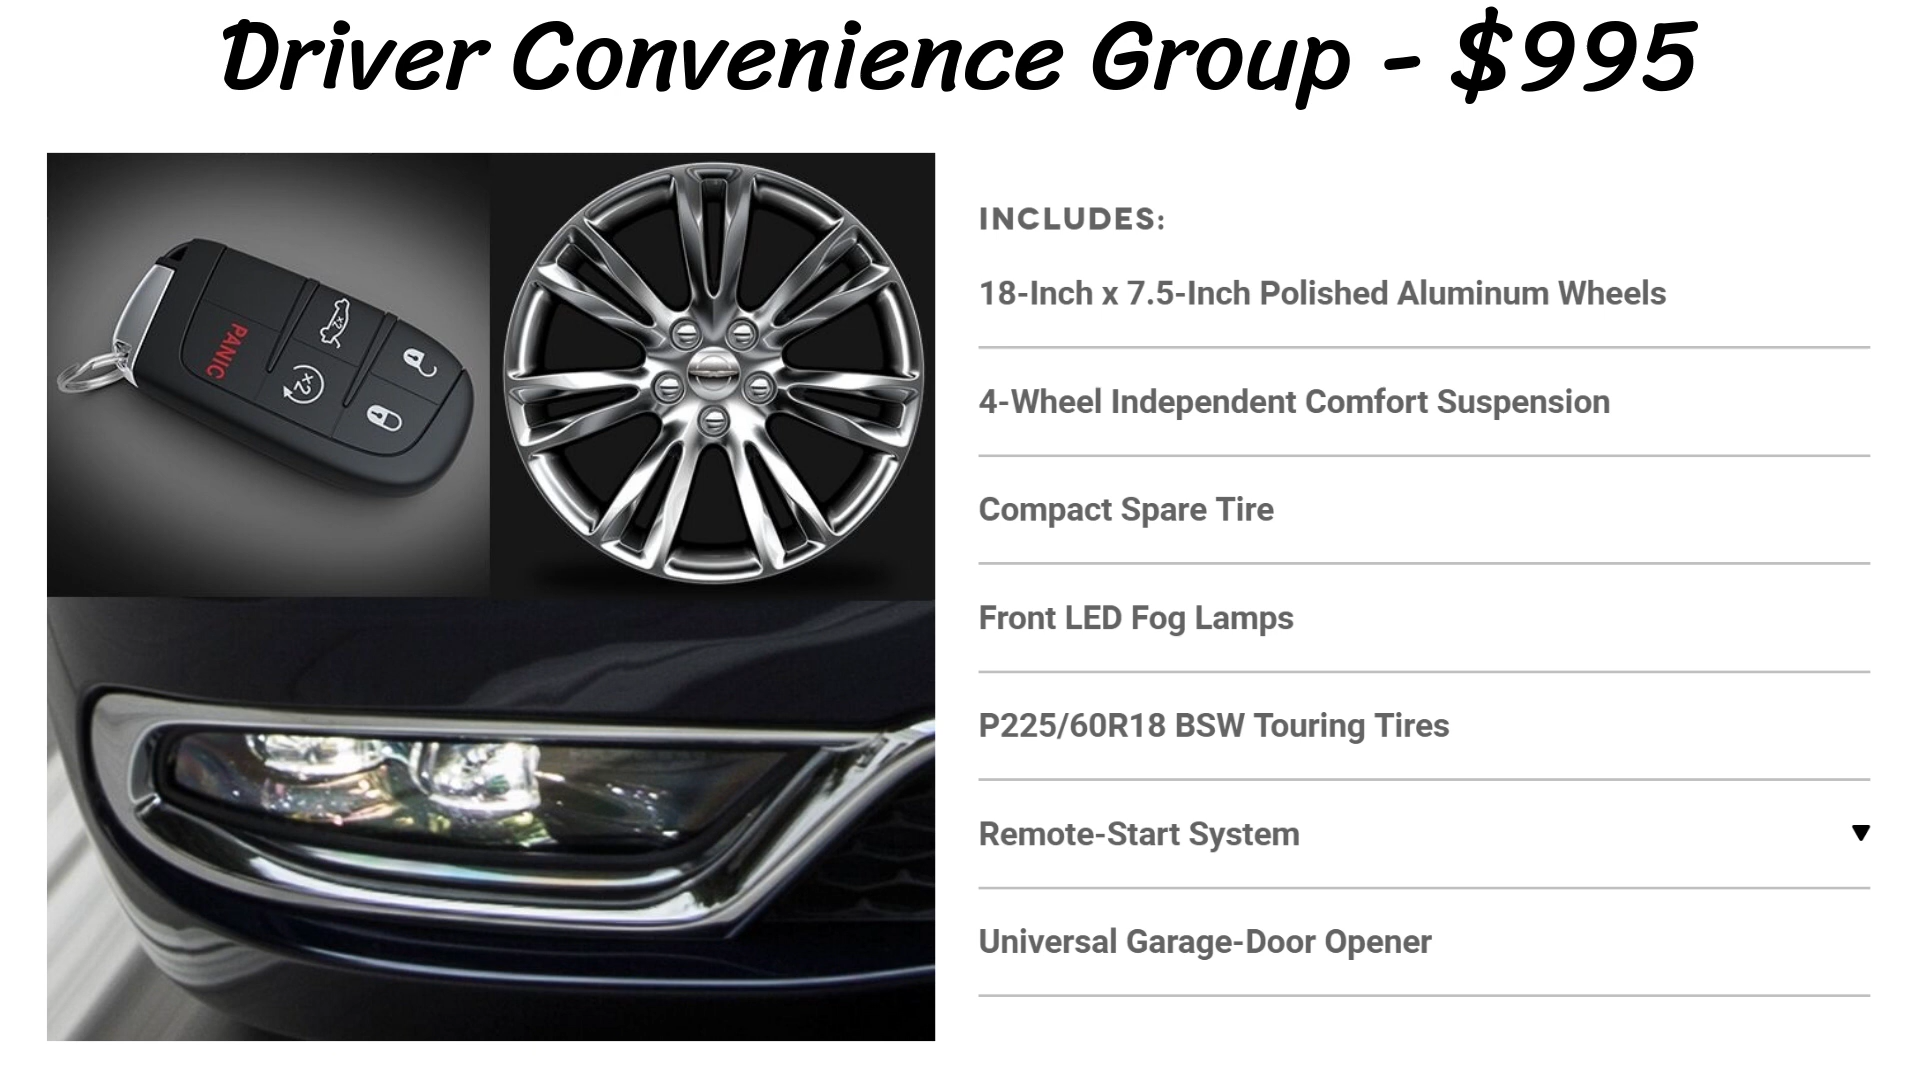 Driver Convenience Group - $995
PANIC
x2
x2
INCLUDES:
18-Inch x 7.5-Inch Polished Aluminum Wheels
4-Wheel Independent Comfort Suspension
Compact Spare Tire
Front LED Fog Lamps
P225/60R18 BSW Touring Tires
Remote-Start System
Universal Garage-Door Opener